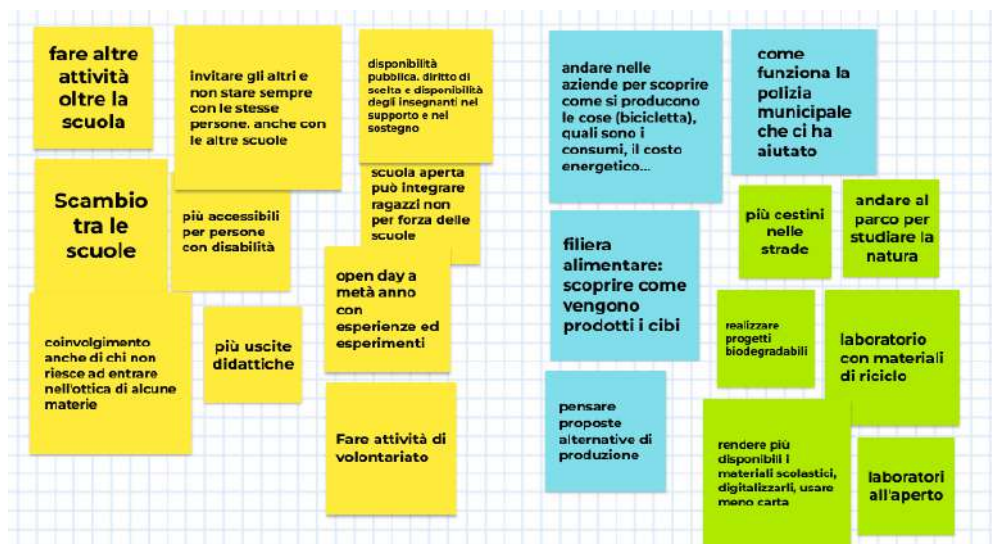 fare altre
attività
oltre la
scuola
invitare gli altri e
non stare sempre
con le stesse
persone. anche con
le altre scuole
disponibilità
pubblica. diritto di
scelta e disponibilità
degli insegnanti nel
supporto e nel
sostegno
Scambio
tra le
scuole
più accessibili
per persone
con disabilità
scuola aperta
può integrare
ragazzi non
per forza delle
scuole
open day a
metà anno
con
esperienze ed
esperimenti
coinvolgimento
anche di chi non
riesce ad entrare
nell'ottica di alcune
materie
più uscite
didattiche
Fare attività di
volontariato
andare nelle
aziende per scoprire
come si producono
le cose (bicicletta),
quali sono i
consumi, il costo
energetico...
come
funziona la
polizia
municipale
che ci ha
aiutato
filiera
alimentare:
scoprire come
vengono
prodotti i cibi
pensare
proposte
alternative di
produzione
più cestini
nelle
strade
andare al
parco per
studiare la
natura
realizzare
progetti
biodegradabili
laboratorio
con materiali
di riciclo
rendere più
disponibili i
materiali scolastici,
digitalizzarli, usare
meno carta
laboratori
all'aperto